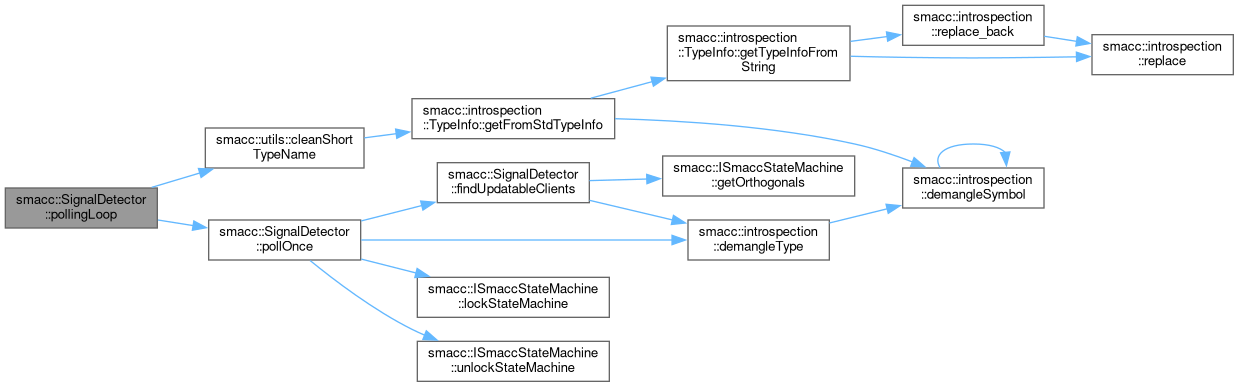 smacc::SignalDetector
::pollingLoop
smacc::utils::cleanShort
TypeName
smacc::introspection
::TypeInfo::getFromStdTypeInfo
smacc::introspection
::TypeInfo::getTypeInfoFrom
String
smacc::introspection
::replace_back
smacc::introspection
::replace
smacc::SignalDetector
::pollOnce
smacc::SignalDetector
::findUpdatableClients
smacc::ISmaccStateMachine
::getOrthogonals
smacc::introspection
::demangleSymbol
smacc::introspection
::demangleType
smacc::ISmaccStateMachine
::lockStateMachine
smacc::ISmaccStateMachine
::unlockStateMachine